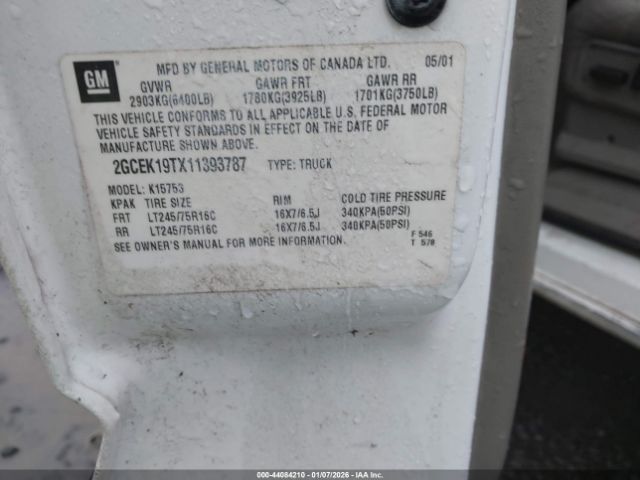 GM
MFD BY GENERAL MOTORS OF CANADA LTD. 05/01
GVWR GAWR FRT GAWR RR
2903KG(6400LB) 1780KG(3925LB) 1701KG(3750LB)
THIS VEHICLE CONFORMS TO ALL APPLICABLE U.S. FEDERAL MOTOR
VEHICLE SAFETY STANDARDS IN EFFECT ON THE DATE OF
MANUFACTURE SHOWN ABOVE.
2GCEK19TX11393787 TYPE: TRUCK
MODEL: K15753
KPAK TIRE SIZE RIM COLD TIRE PRESSURE
FRT LT245/75R16C 16X7/6.5J 340KPA(50PSI)
RR LT245/75R16C 16X7/6.5J 340KPA(50PSI)
SEE OWNER'S MANUAL FOR MORE INFORMATION. F 546
T 578
000-44084210 - 01/07/2026 - IAAI.com